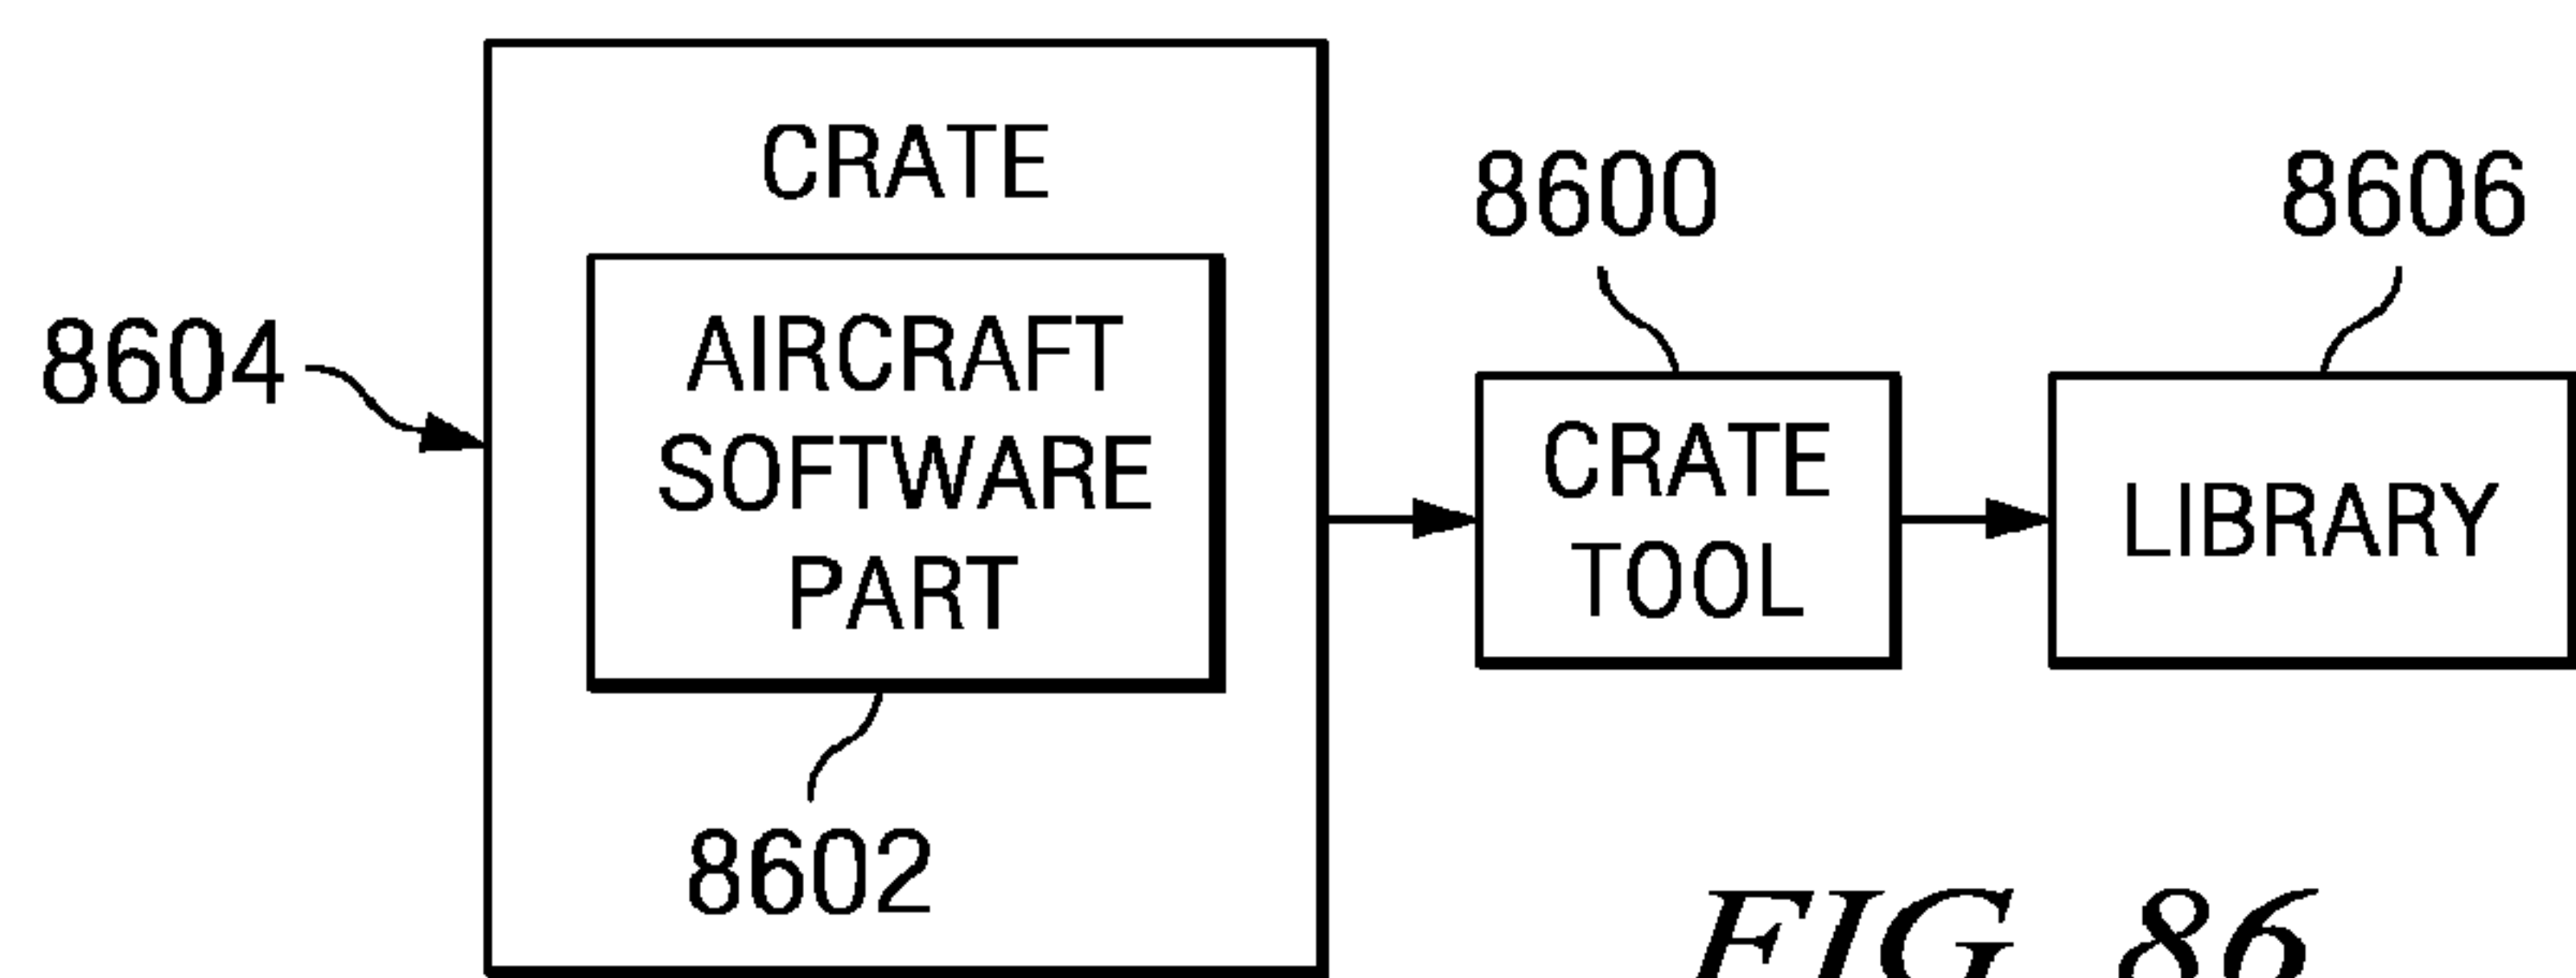 CRATE
8604
AIRCRAFT
SOFTWARE
PART
8602
8600
CRATE
TOOL
8606
LIBRARY
FIG. 86